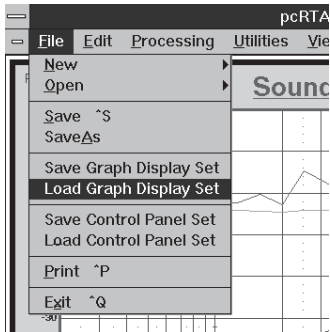 pcRTA
File Edit Processing Utilities Vie
New
Open
Sound
Save ^S
SaveAs
Save Graph Display Set
Load Graph Display Set
Save Control Panel Set
Load Control Panel Set
Print ^P
Exit ^Q
-30